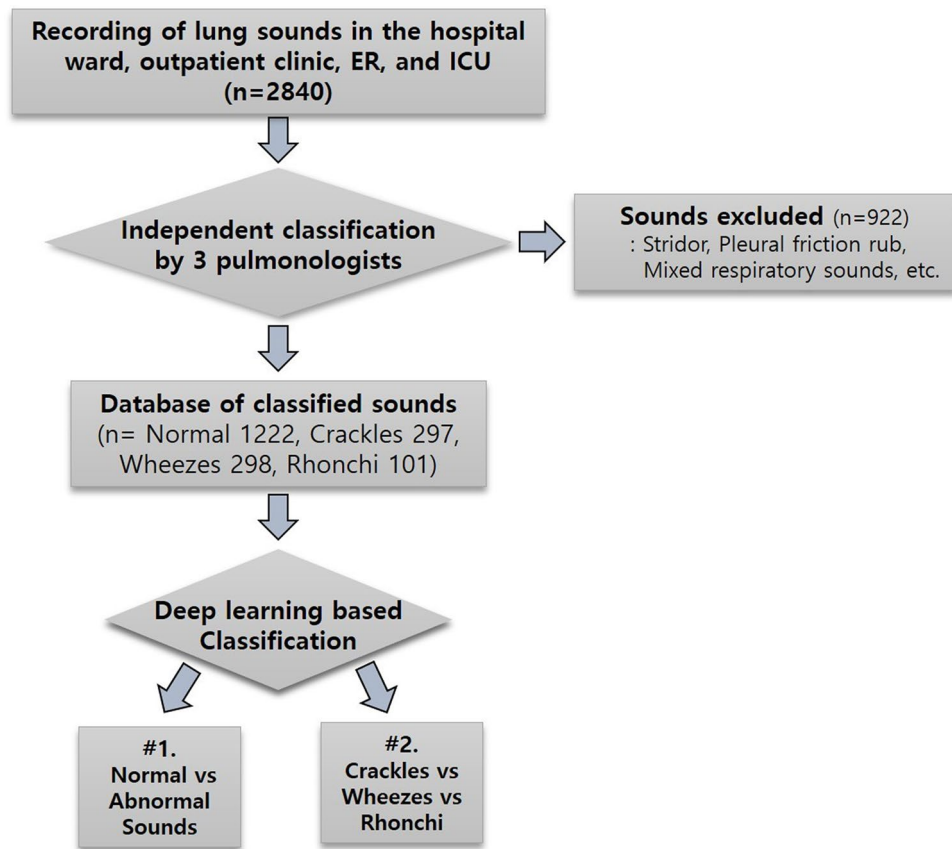 Recording of lung sounds in the hospital
ward, outpatient clinic, ER, and ICU
(n=2840)
Independent classification
by 3 pulmonologists
Sounds excluded (n=922)
: Stridor, Pleural friction rub,
Mixed respiratory sounds, etc.
Database of classified sounds
(n= Normal 1222, Crackles 297,
Wheezes 298, Rhonchi 101)
Deep learning based
Classification
#1.
Normal vs
Abnormal
Sounds
#2.
Crackles vs
Wheezes vs
Rhonchi